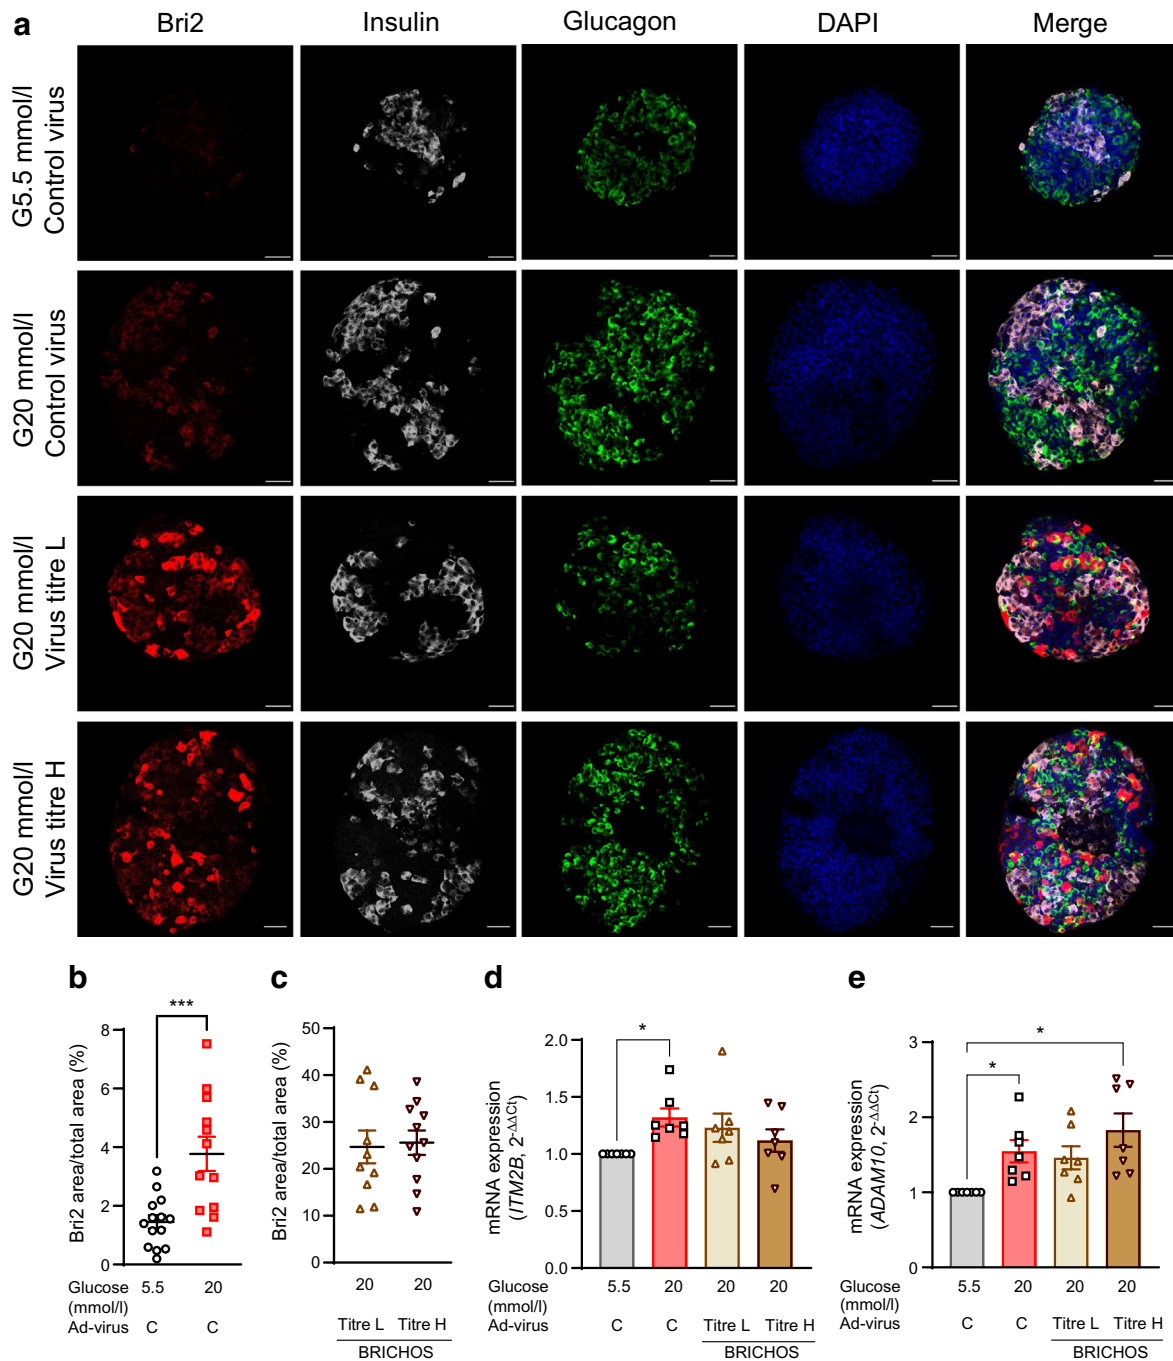 a
Bri2 Insulin Glucagon DAPI Merge
G5.5 mmol/l
Control virus
G20 mmol/l
Control virus
G20 mmol/l
Virus titre L
G20 mmol/l
Virus titre H
b
Bri2 area/total area (%)
8
6
4
2
0
***
Glucose 5.5 20
(mmol/l)
Ad-virus C C
c
Bri2 area/total area (%)
50
40
30
20
10
0
20 20
Titre L Titre H
BRICHOS
d
mRNA expression
(ITM2B, 2-ΔΔCt)
2.0
1.5
1.0
0.5
0.0
*
Glucose 5.5 20 20 20
(mmol/l)
Ad-virus C C Titre L Titre H
BRICHOS
e
mRNA expression
(ADAM10, 2-ΔΔCt)
3
2
1
0
*
*
Glucose 5.5 20 20 20
(mmol/l)
Ad-virus C C Titre L Titre H
BRICHOS